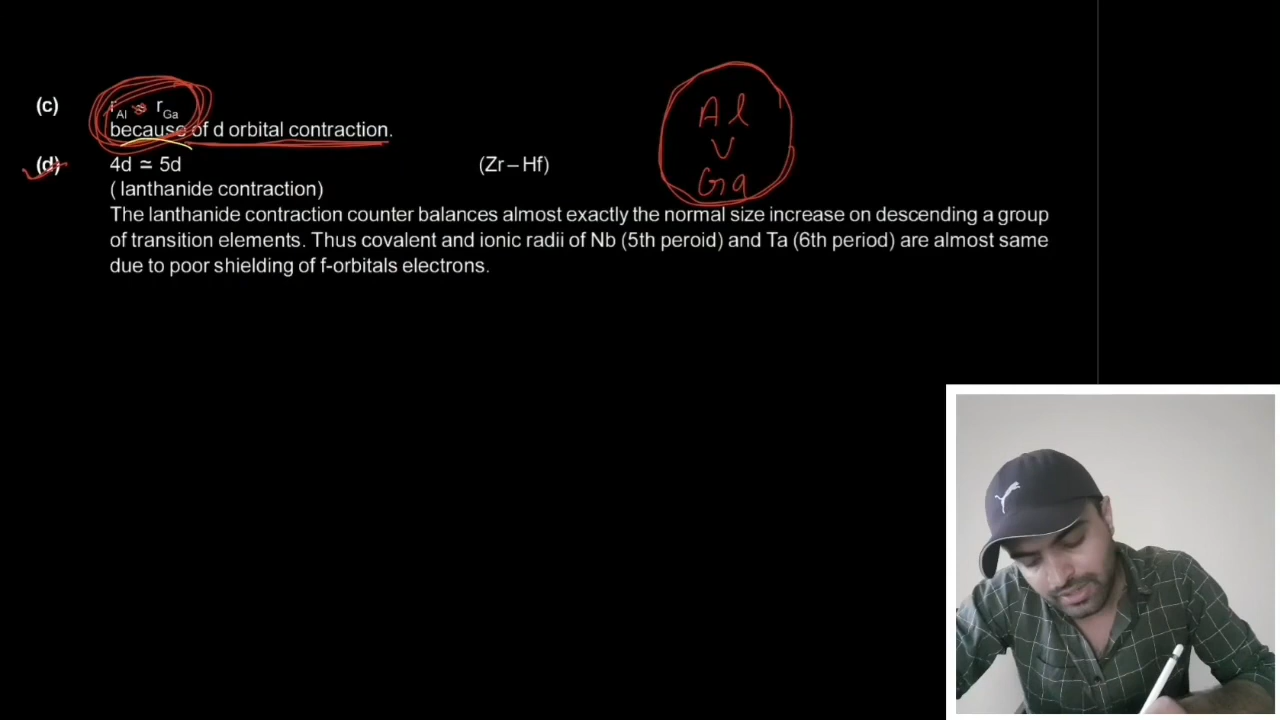 (c) rAl ≃ rGa
because of d orbital contraction.
(d) 4d ≃ 5d (Zr – Hf)
( lanthanide contraction)
The lanthanide contraction counter balances almost exactly the normal size increase on descending a group
of transition elements. Thus covalent and ionic radii of Nb (5th peroid) and Ta (6th period) are almost same
due to poor shielding of f-orbitals electrons.
Al
V
Ga